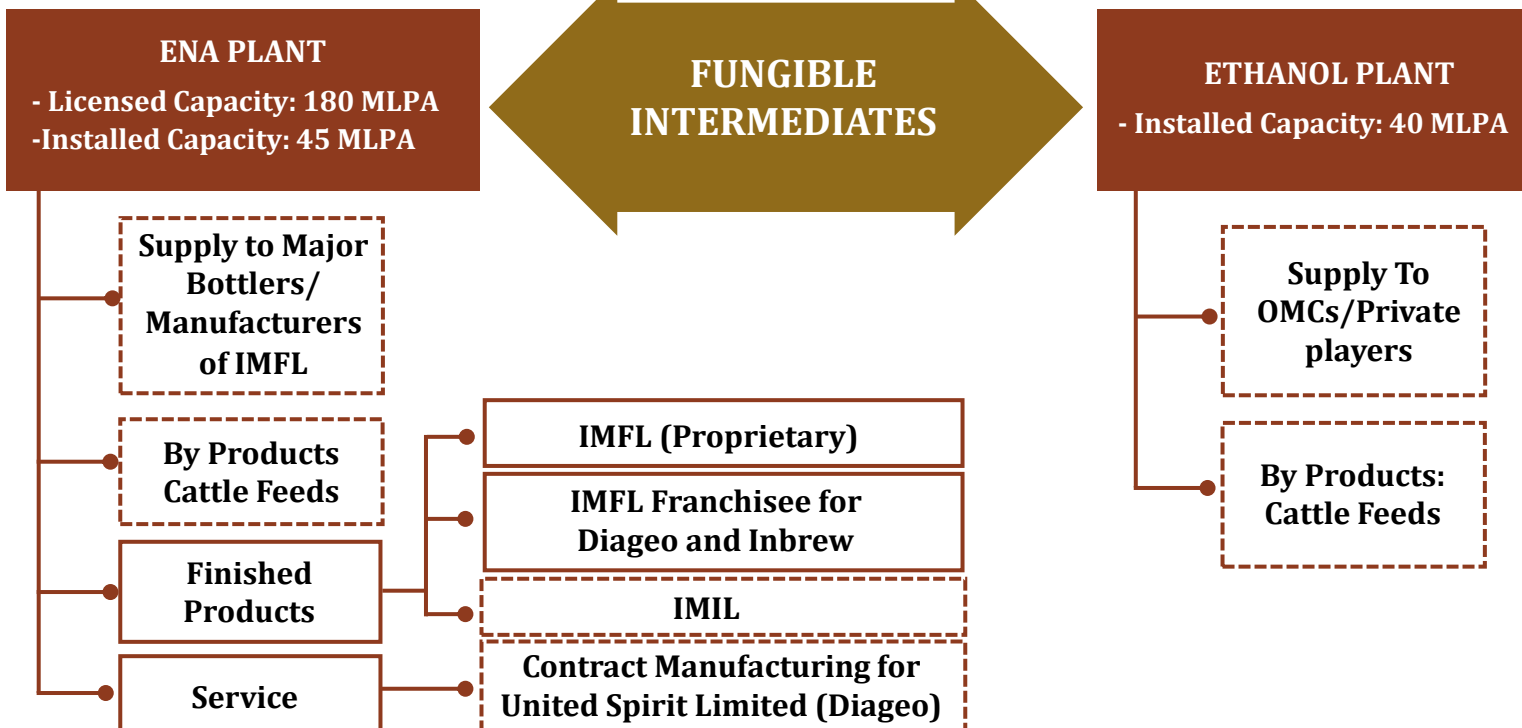 ENA PLANT
- Licensed Capacity: 180 MLPA
-Installed Capacity: 45 MLPA
FUNGIBLE
INTERMEDIATES
ETHANOL PLANT
- Installed Capacity: 40 MLPA
Supply to Major
Bottlers/
Manufacturers
of IMFL
By Products
Cattle Feeds
Finished
Products
Service
IMFL (Proprietary)
IMFL Franchisee for
Diageo and Inbrew
IMIL
Contract Manufacturing for
United Spirit Limited (Diageo)
Supply To
OMCs/Private
players
By Products:
Cattle Feeds